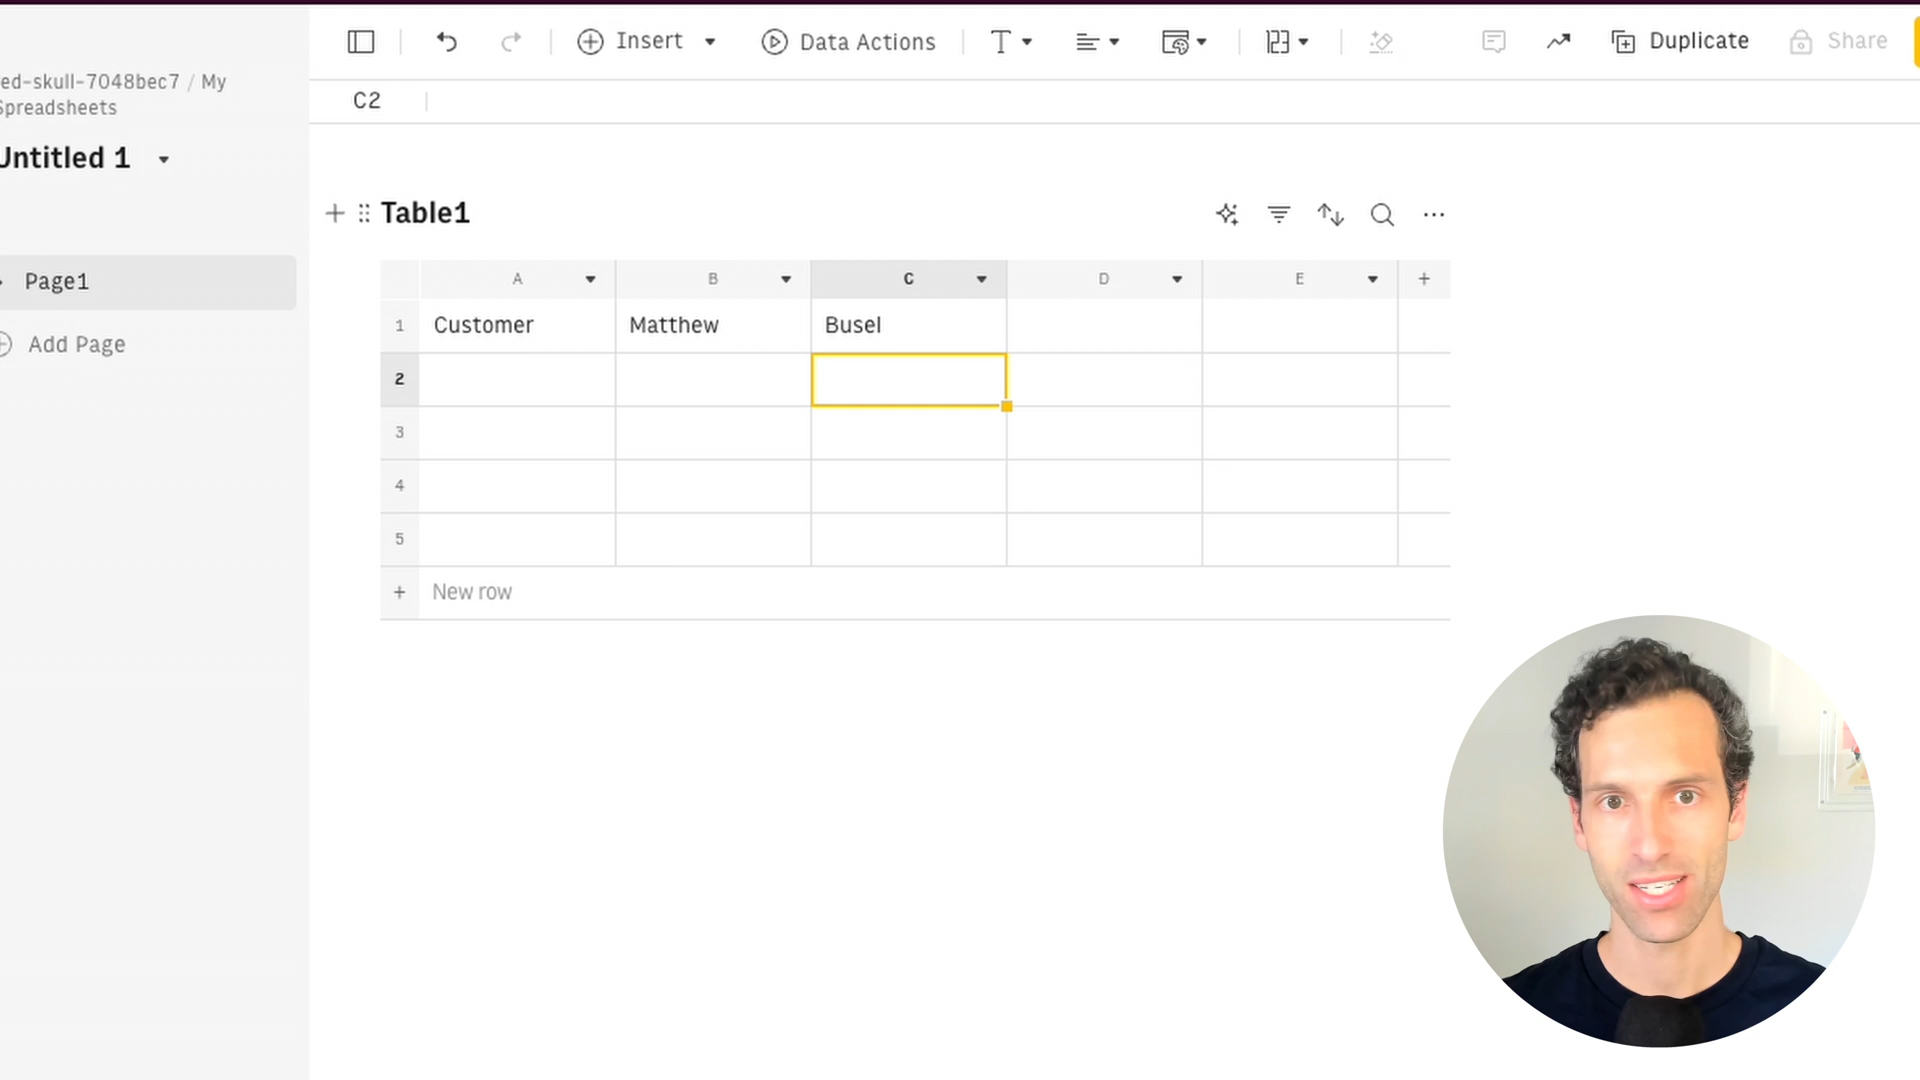 Insert
Data Actions
Duplicate
Share
ed-skull-7048bec7 / My
Spreadsheets
C2
Untitled 1
Table1
Page1
Add Page
A B C D E
1 Customer Matthew Busel
2
3
4
5
New row